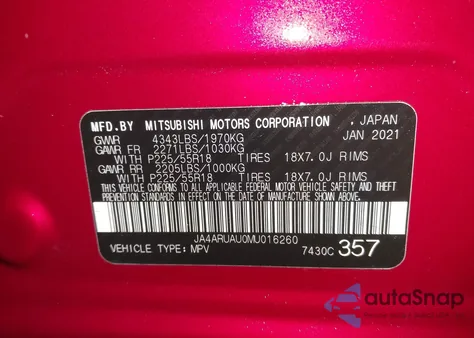 MFD.BY MITSUBISHI MOTORS CORPORATION , JAPAN
GVWR 4343LBS/1970KG JAN 2021
GAWR FR 2271LBS/1030KG
WITH P225/55R18 TIRES 18X7.0J RIMS
GAWR RR 2205LBS/1000KG
WITH P225/55R18 TIRES 18X7.0J RIMS
THIS VEHICLE CONFORMS TO ALL APPLICABLE FEDERAL MOTOR VEHICLE SAFETY AND THEFT
PREVENTION STANDARDS IN EFFECT ON THE DATE OF MANUFACTURE SHOWN ABOVE.
JA4ARUAU0MU016260
VEHICLE TYPE: MPV 7430C 357
autoSnap